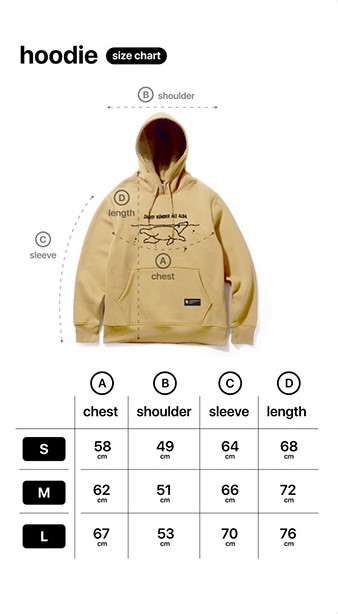 hoodie size chart
B shoulder
D
length
C
sleeve
A
chest
A B C D
chest shoulder sleeve length
S 58 cm 49 cm 64 cm 68 cm
M 62 cm 51 cm 66 cm 72 cm
L 67 cm 53 cm 70 cm 76 cm